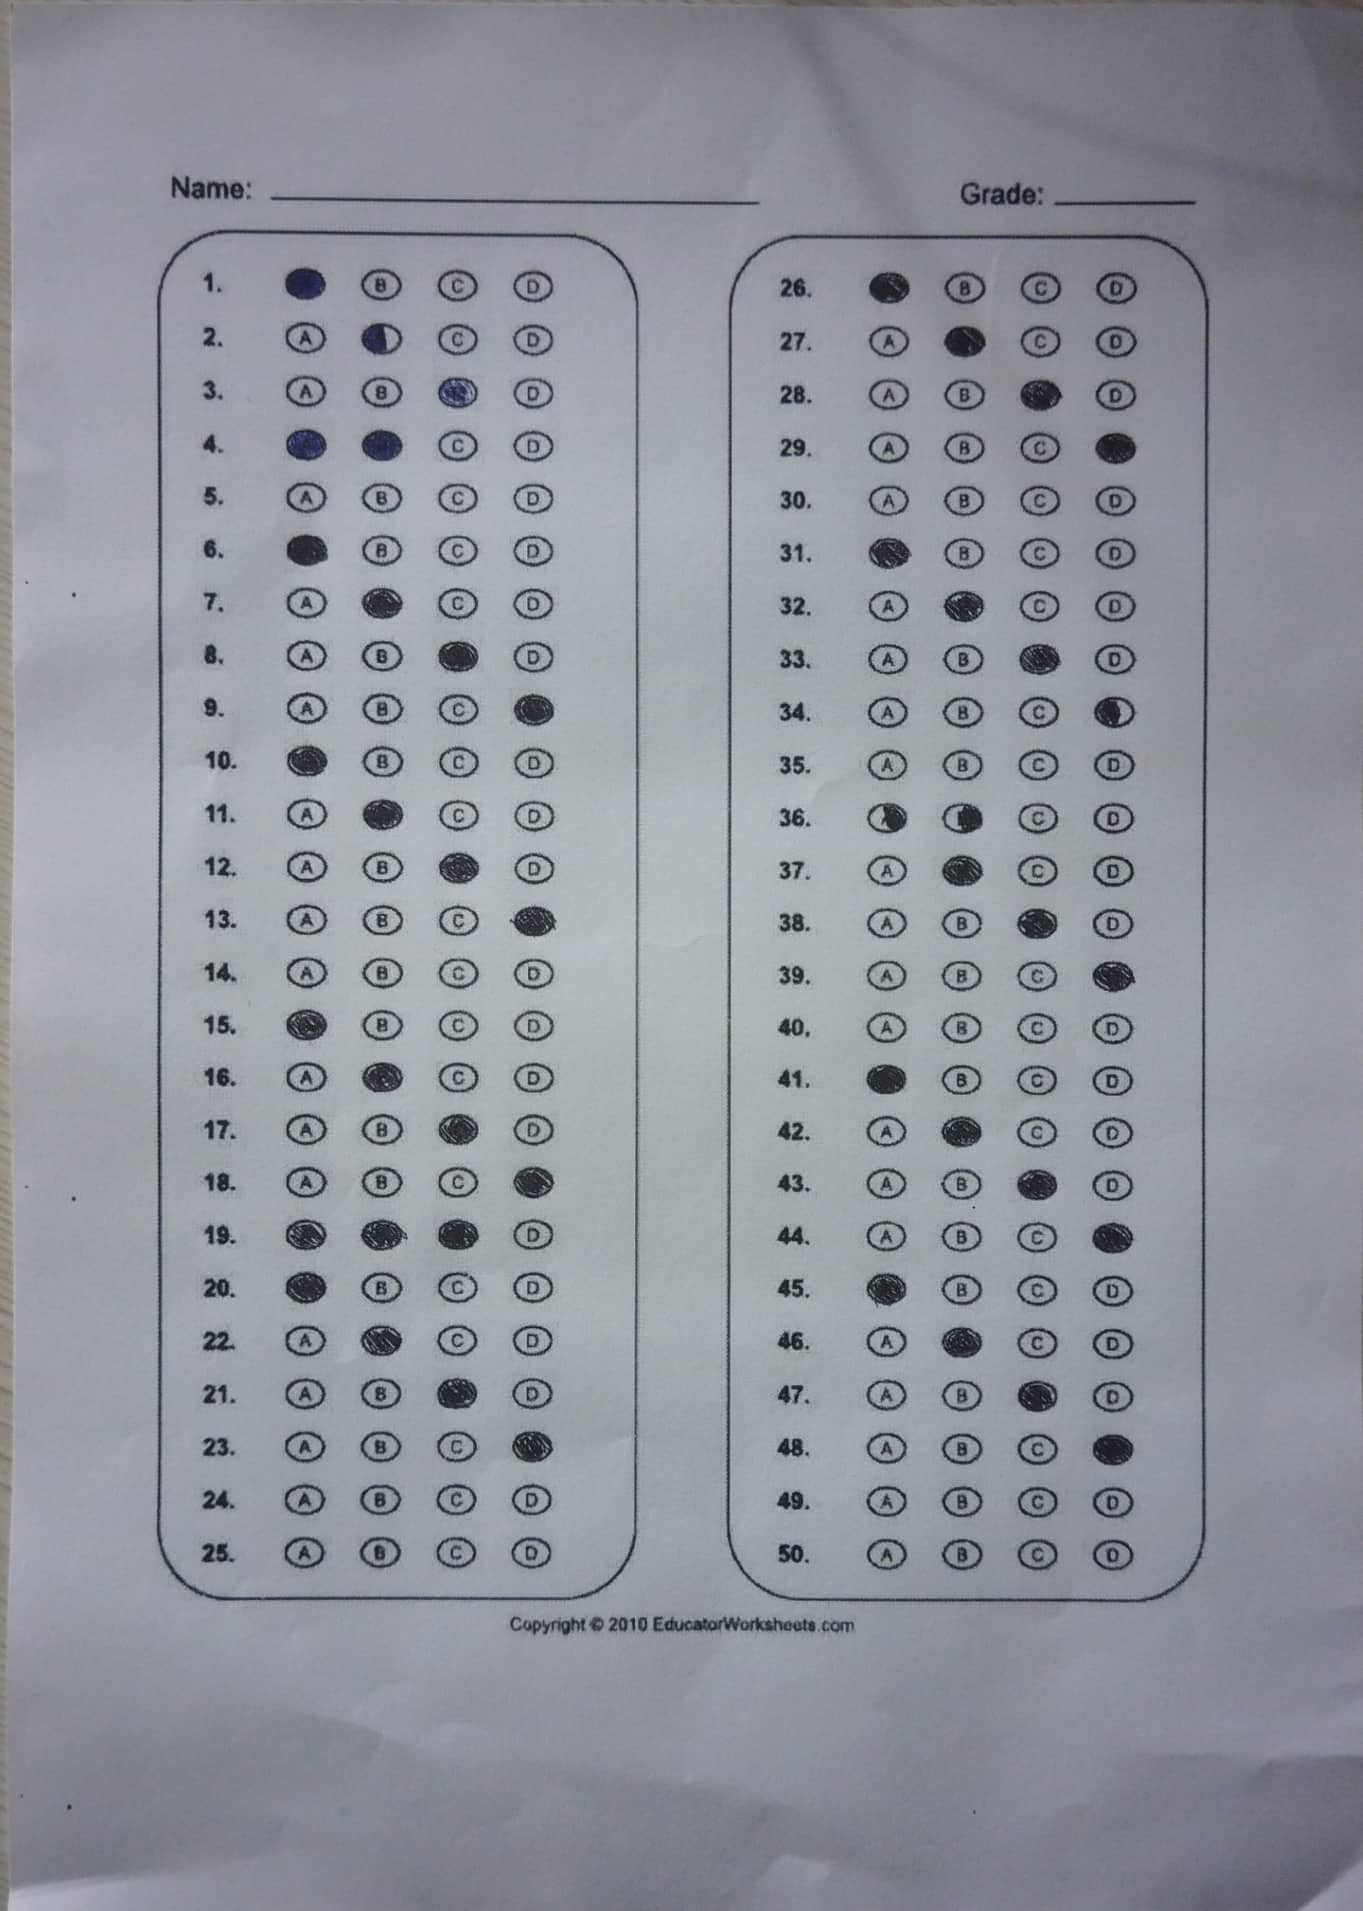 Name: Grade:
1. B C D
2. A C D
3. A B D
4. C D
5. A B C D
6. B C D
7. A C D
8. A B D
9. A B C
10. B C D
11. A C D
12. A B D
13. A B C
14. A B C D
15. B C D
16. A C D
17. A B D
18. A B C
19. D
20. B C D
22. A C D
21. A B D
23. A B C
24. A B C D
25. A B C D
26. B C D
27. A C D
28. A B D
29. A B C
30. A B C D
31. B C D
32. A C D
33. A B D
34. A B C
35. A B C D
36. C D
37. A C D
38. A B D
39. A B C
40. A B C D
41. B C D
42. A C D
43. A B D
44. A B C
45. B C D
46. A C D
47. A B D
48. A B C
49. A B C D
50. A B C D
Copyright © 2010 EducatorWorksheets.com